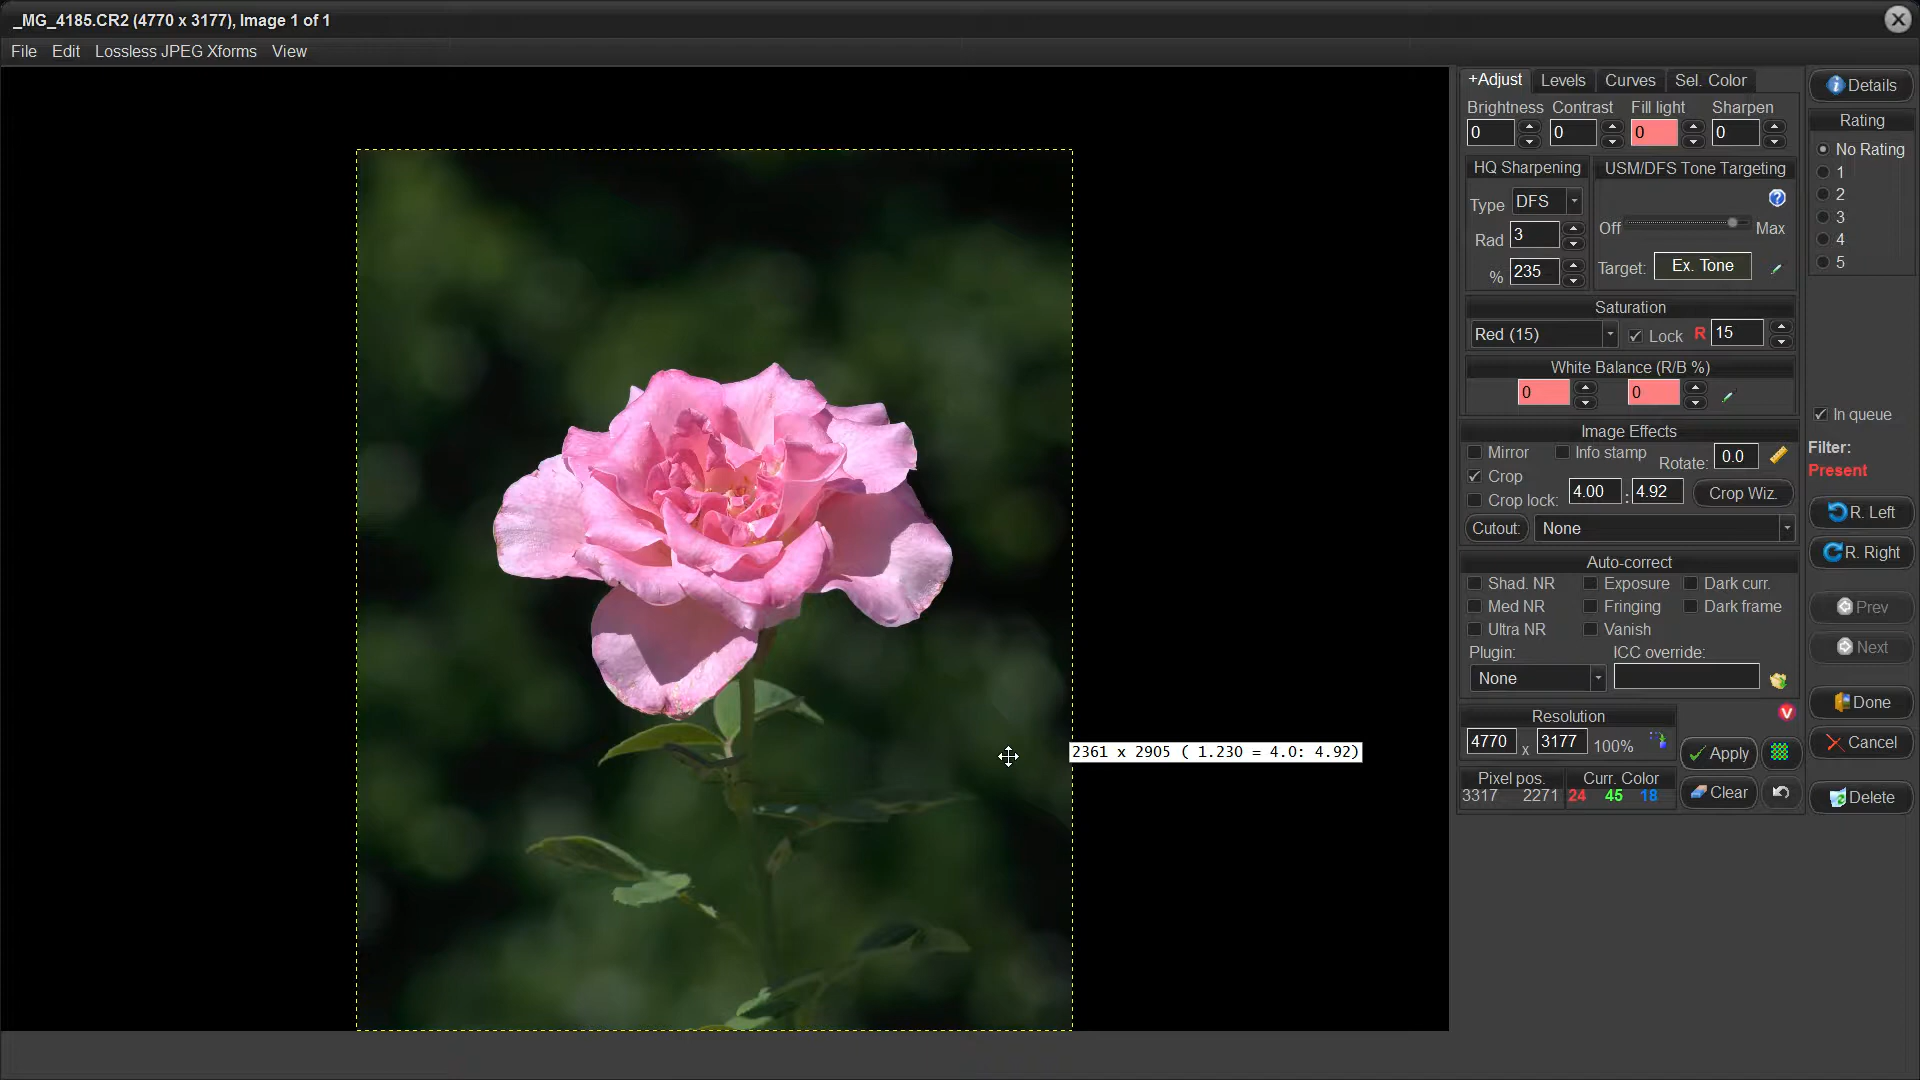 _MG_4185.CR2 (4770 x 3177), Image 1 of 1
File Edit Lossless JPEG Xforms View
+Adjust Levels Curves Sel. Color
Brightness Contrast Fill light Sharpen
0 0 0 0
HQ Sharpening
Type DFS
Rad 3
% 235
USM/DFS Tone Targeting
Off Max
Target: Ex. Tone
Saturation
Red (15) Lock R 15
White Balance (R/B %)
0 0
Image Effects
Mirror Info stamp Rotate: 0.0
Crop
Crop lock: 4.00 : 4.92 Crop Wiz.
Cutout: None
Auto-correct
Shad. NR Exposure Dark curr.
Med NR Fringing Dark frame
Ultra NR Vanish
Plugin: ICC override:
None
Resolution
4770 x 3177 100%
V
Apply
Pixel pos. Curr. Color
3317 2271 24 45 18
Clear
Details
Rating
No Rating
1
2
3
4
5
In queue
Filter:
Present
R. Left
R. Right
Prev
Next
Done
Cancel
Delete
2361 x 2905 ( 1.230 = 4.0: 4.92)